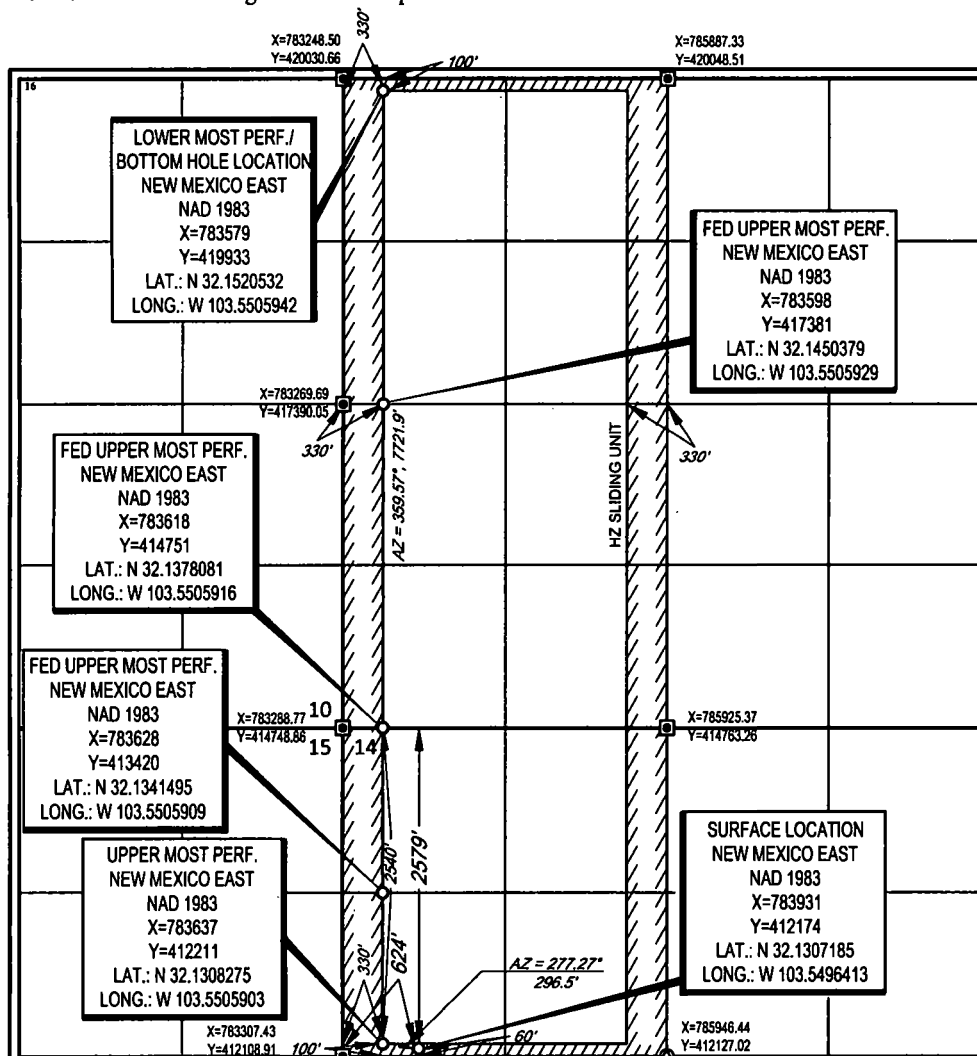 X=783248.50
Y=420030.66
330'
X=785887.33
Y=420048.51
100'
16
LOWER MOST PERF./
BOTTOM HOLE LOCATION
NEW MEXICO EAST
NAD 1983
X=783579
Y=419933
LAT.: N 32.1520532
LONG.: W 103.5505942
FED UPPER MOST PERF.
NEW MEXICO EAST
NAD 1983
X=783598
Y=417381
LAT.: N 32.1450379
LONG.: W 103.5505929
X=783269.69
Y=417390.05
330'
330'
AZ = 359.57°, 7721.9'
HZ SLIDING UNIT
FED UPPER MOST PERF.
NEW MEXICO EAST
NAD 1983
X=783618
Y=414751
LAT.: N 32.1378081
LONG.: W 103.5505916
FED UPPER MOST PERF.
NEW MEXICO EAST
NAD 1983
X=783628
Y=413420
LAT.: N 32.1341495
LONG.: W 103.5505909
X=783288.77
Y=414748.86
10
15
14
X=785925.37
Y=414763.26
2540'
2579'
UPPER MOST PERF.
NEW MEXICO EAST
NAD 1983
X=783637
Y=412211
LAT.: N 32.1308275
LONG.: W 103.5505903
SURFACE LOCATION
NEW MEXICO EAST
NAD 1983
X=783931
Y=412174
LAT.: N 32.1307185
LONG.: W 103.5496413
330'
624'
AZ = 277.27°
296.5'
X=783307.43
Y=412108.91
100'
60'
X=785946.44
Y=412127.02